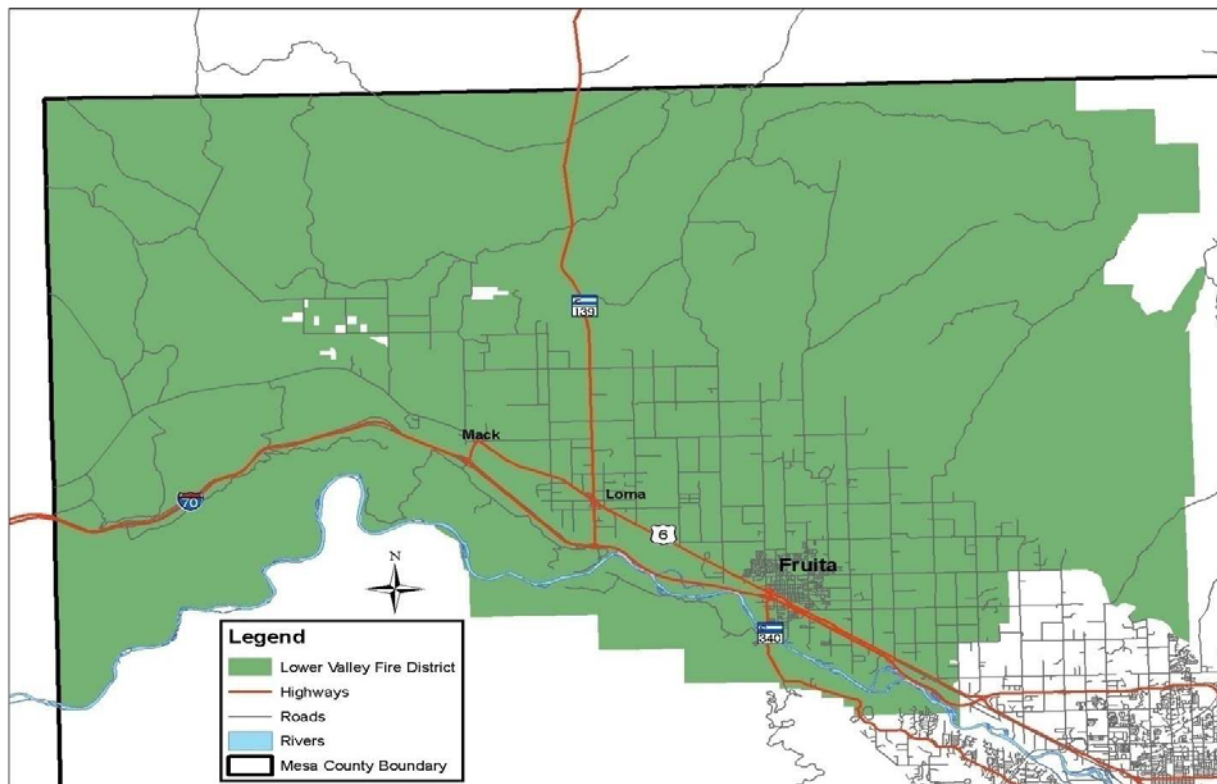 139
Mack
70
Loma
6
N
Fruita
340
Legend
Lower Valley Fire District
Highways
Roads
Rivers
Mesa County Boundary